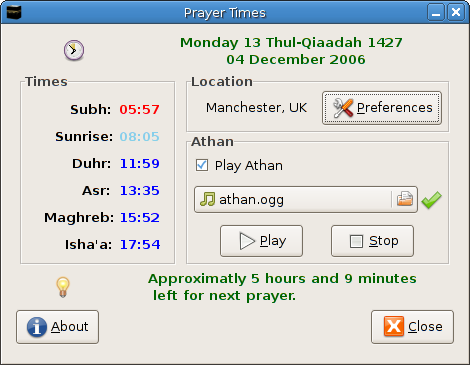 Prayer Times
Monday 13 Thul-Qiaadah 1427
04 December 2006
Times
Subh: 05:57
Sunrise: 08:05
Duhr: 11:59
Asr: 13:35
Maghreb: 15:52
Isha'a: 17:54
Location
Manchester, UK
Preferences
Athan
Play Athan
athan.ogg
Play
Stop
Approximatly 5 hours and 9 minutes
left for next prayer.
About
Close